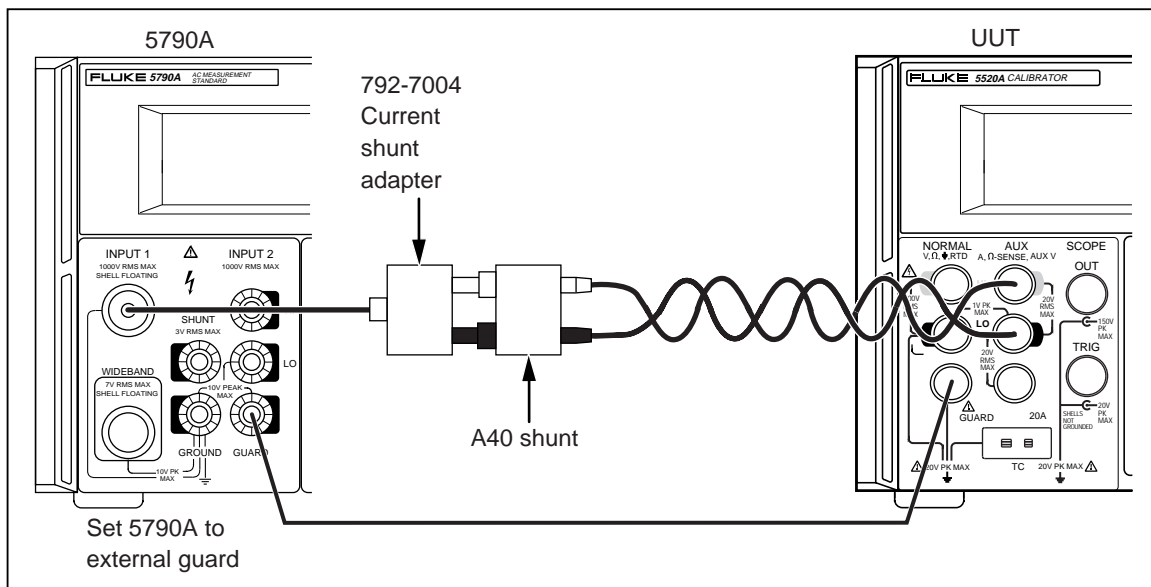 5790A
UUT
FLUKE 5790A AC MEASUREMENT
STANDARD
FLUKE 5520A CALIBRATOR
792-7004
Current
shunt
adapter
INPUT 1
1000V RMS MAX
SHELL FLOATING
INPUT 2
1000V RMS MAX
SHUNT
3V RMS MAX
WIDEBAND
7V RMS MAX
SHELL FLOATING
LO
10V PEAK
MAX
GROUND
GUARD
10V PK
MAX
A40 shunt
NORMAL
V, Ω, RTD
AUX
A, Ω-SENSE, AUX V
SCOPE
OUT
RMS
MAX
1V PK
MAX
20V
RMS
MAX
LO
20V
RMS
MAX
150V
PK
MAX
TRIG
GUARD
20A
SHELLS
NOT
GROUNDED
20V
PK
MAX
20V PK MAX
TC
20V PK MAX
Set 5790A to
external guard